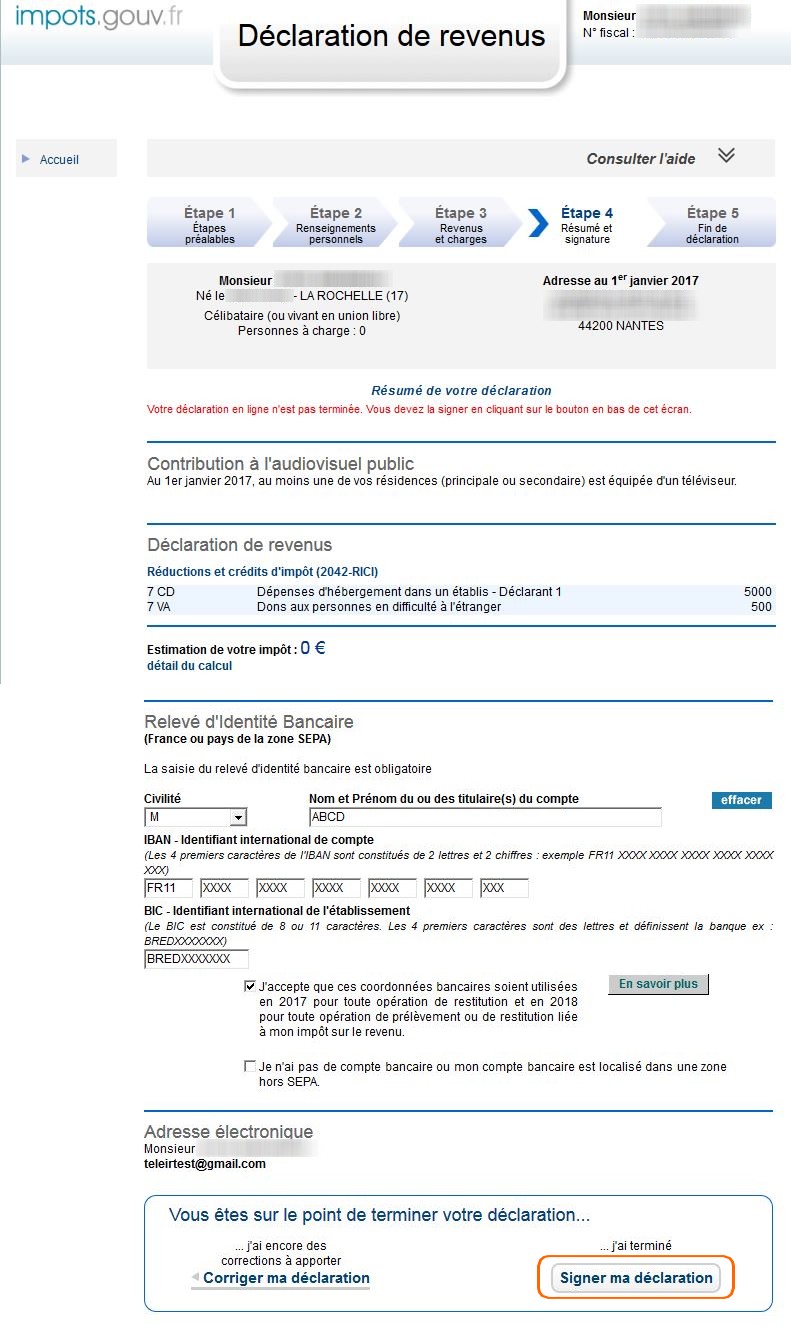 impots.gouv.fr
Déclaration de revenus
Monsieur
N° fiscal :
Accueil
Consulter l'aide
Étape 1
Étapes
préalables
Étape 2
Renseignements
personnels
Étape 3
Revenus
et charges
Étape 4
Résumé et
signature
Étape 5
Fin de
déclaration
Monsieur
Né le - LA ROCHELLE (17)
Célibataire (ou vivant en union libre)
Personnes à charge : 0
Adresse au 1er janvier 2017
44200 NANTES
Résumé de votre déclaration
Votre déclaration en ligne n'est pas terminée. Vous devez la signer en cliquant sur le bouton en bas de cet écran.
Contribution à l'audiovisuel public
Au 1er janvier 2017, au moins une de vos résidences (principale ou secondaire) est équipée d'un téléviseur.
Déclaration de revenus
Réductions et crédits d'impôt (2042-RICI)
7 CD Dépenses d'hébergement dans un établis - Déclarant 1 5000
7 VA Dons aux personnes en difficulté à l'étranger 500
Estimation de votre impôt : 0 €
détail du calcul
Relevé d'Identité Bancaire
(France ou pays de la zone SEPA)
La saisie du relevé d'identité bancaire est obligatoire
Civilité Nom et Prénom du ou des titulaire(s) du compte effacer
M ABCD
IBAN - Identifiant international de compte
(Les 4 premiers caractères de l'IBAN sont constitués de 2 lettres et 2 chiffres : exemple FR11 XXXX XXXX XXXX XXXX XXXX
XXX)
FR11 XXXX XXXX XXXX XXXX XXXX XXX
BIC - Identifiant international de l'établissement
(Le BIC est constitué de 8 ou 11 caractères. Les 4 premiers caractères sont des lettres et définissent la banque ex :
BREDXXXXXXX)
BREDXXXXXXX
J'accepte que ces coordonnées bancaires soient utilisées
en 2017 pour toute opération de restitution et en 2018
pour toute opération de prélèvement ou de restitution liée
à mon impôt sur le revenu.
En savoir plus
Je n'ai pas de compte bancaire ou mon compte bancaire est localisé dans une zone
hors SEPA.
Adresse électronique
Monsieur
teleirtest@gmail.com
Vous êtes sur le point de terminer votre déclaration...
... j'ai encore des
corrections à apporter
Corriger ma déclaration
... j'ai terminé
Signer ma déclaration